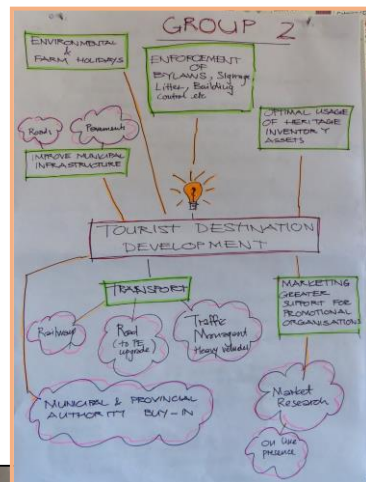 GROUP 2
ENVIRONMENTAL
&
FARM HOLIDAYS
ENFORCEMENT
OF
BYLAWS, Signage
Litter, Building
Control etc
OPTIMAL USAGE
OF HERITAGE
INVENTORY
ASSETS
Roads
Pavements
IMPROVE MUNICIPAL
INFRASTRUCTURE
TOURIST DESTINATION
DEVELOPMENT
TRANSPORT
Railways
Road
(to PE
upgrade)
Traffic
Management
Heavy Vehicles
MARKETING
GREATER
SUPPORT FOR
PROMOTIONAL
ORGANISATIONS
Market
Research
On line
presence
MUNICIPAL & PROVINCIAL
AUTHORITY BUY-IN